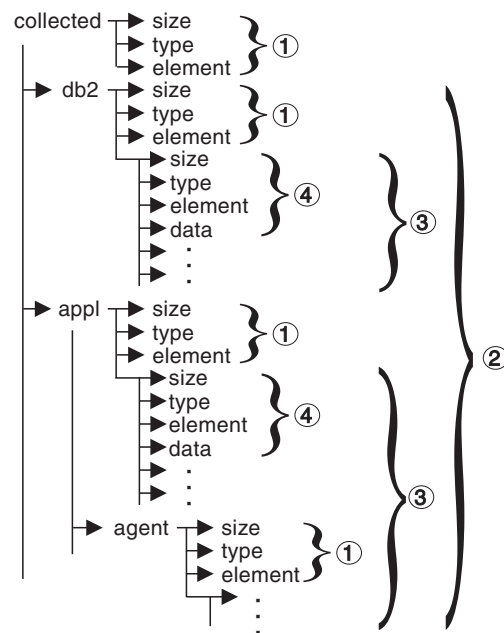 collected size
type ①
element
db2 size
type ①
element
size
type ④
element ③
data
②
appl size
type ①
element
size
type ④
element
data
③
agent size
type ①
element